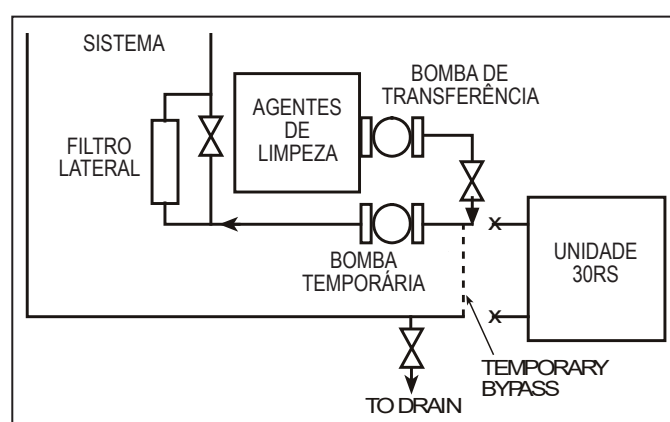 SISTEMA
BOMBA DE
TRANSFERÊNCIA
AGENTES
DE
LIMPEZA
FILTRO
LATERAL
BOMBA
TEMPORÁRIA
UNIDADE
30RS
TEMPORARY
BYPASS
TO DRAIN